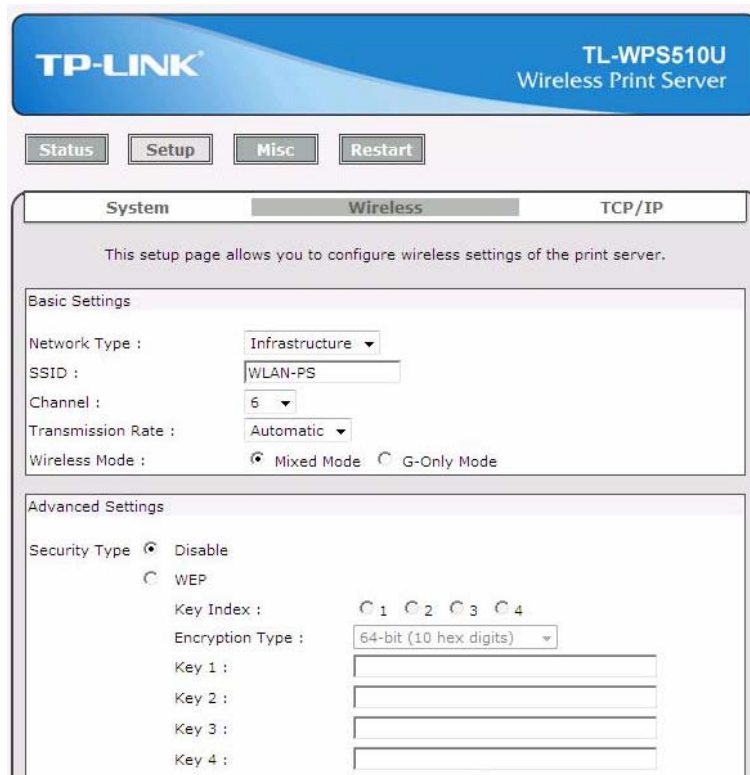 TP-LINK
TL-WPS510U
Wireless Print Server
Status Setup Misc Restart
System Wireless TCP/IP
This setup page allows you to configure wireless settings of the print server.
Basic Settings
Network Type : Infrastructure
SSID : WLAN-PS
Channel : 6
Transmission Rate : Automatic
Wireless Mode : Mixed Mode G-Only Mode
Advanced Settings
Security Type Disable
WEP
Key Index : 1 2 3 4
Encryption Type : 64-bit (10 hex digits)
Key 1 :
Key 2 :
Key 3 :
Key 4 :